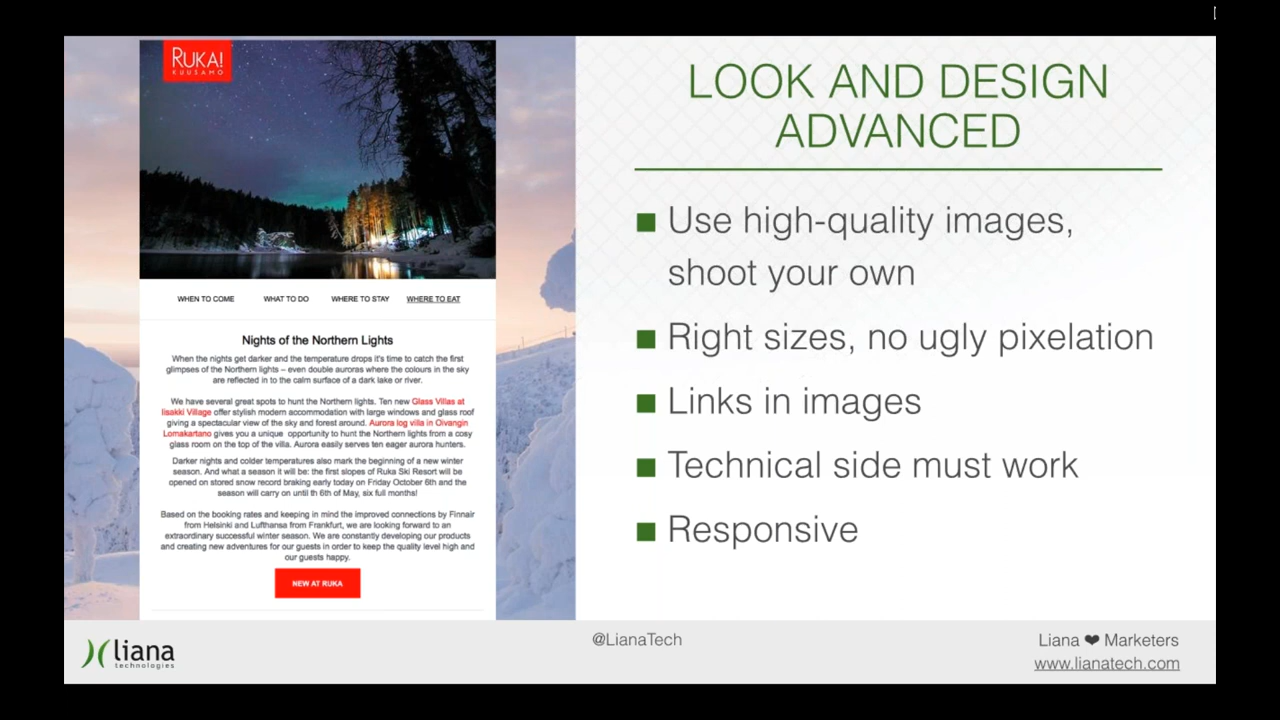 RUKA!
KUUSAMO
WHEN TO COME WHAT TO DO WHERE TO STAY WHERE TO EAT
Nights of the Northern Lights
When the nights get darker and the temperature drops it's time to catch the first
glimpses of the Northern lights – even double auroras where the colours in the sky
are reflected in to the calm surface of a dark lake or river.
We have several great spots to hunt the Northern lights. Ten new Glass Villas at
Iisakki Village offer stylish modern accommodation with large windows and glass roof
giving a spectacular view of the sky and forest around. Aurora log villa in Oivangin
Lomakartano gives you a unique opportunity to hunt the Northern lights from a cosy
glass room on the top of the villa. Aurora easily serves ten eager aurora hunters.
Darker nights and colder temperatures also mark the beginning of a new winter
season. And what a season it will be: the first slopes of Ruka Ski Resort will be
opened on stored snow record braking early today on Friday October 6th and the
season will carry on until th 6th of May, six full months!
Based on the booking rates and keeping in mind the improved connections by Finnair
from Helsinki and Lufthansa from Frankfurt, we are looking forward to an
extraordinary successful winter season. We are constantly developing our products
and creating new adventures for our guests in order to keep the quality level high and
our guests happy.
NEW AT RUKA
LOOK AND DESIGN
ADVANCED
Use high-quality images,
shoot your own
Right sizes, no ugly pixelation
Links in images
Technical side must work
Responsive
liana
technologies
@LianaTech
Liana ❤ Marketers
www.lianatech.com